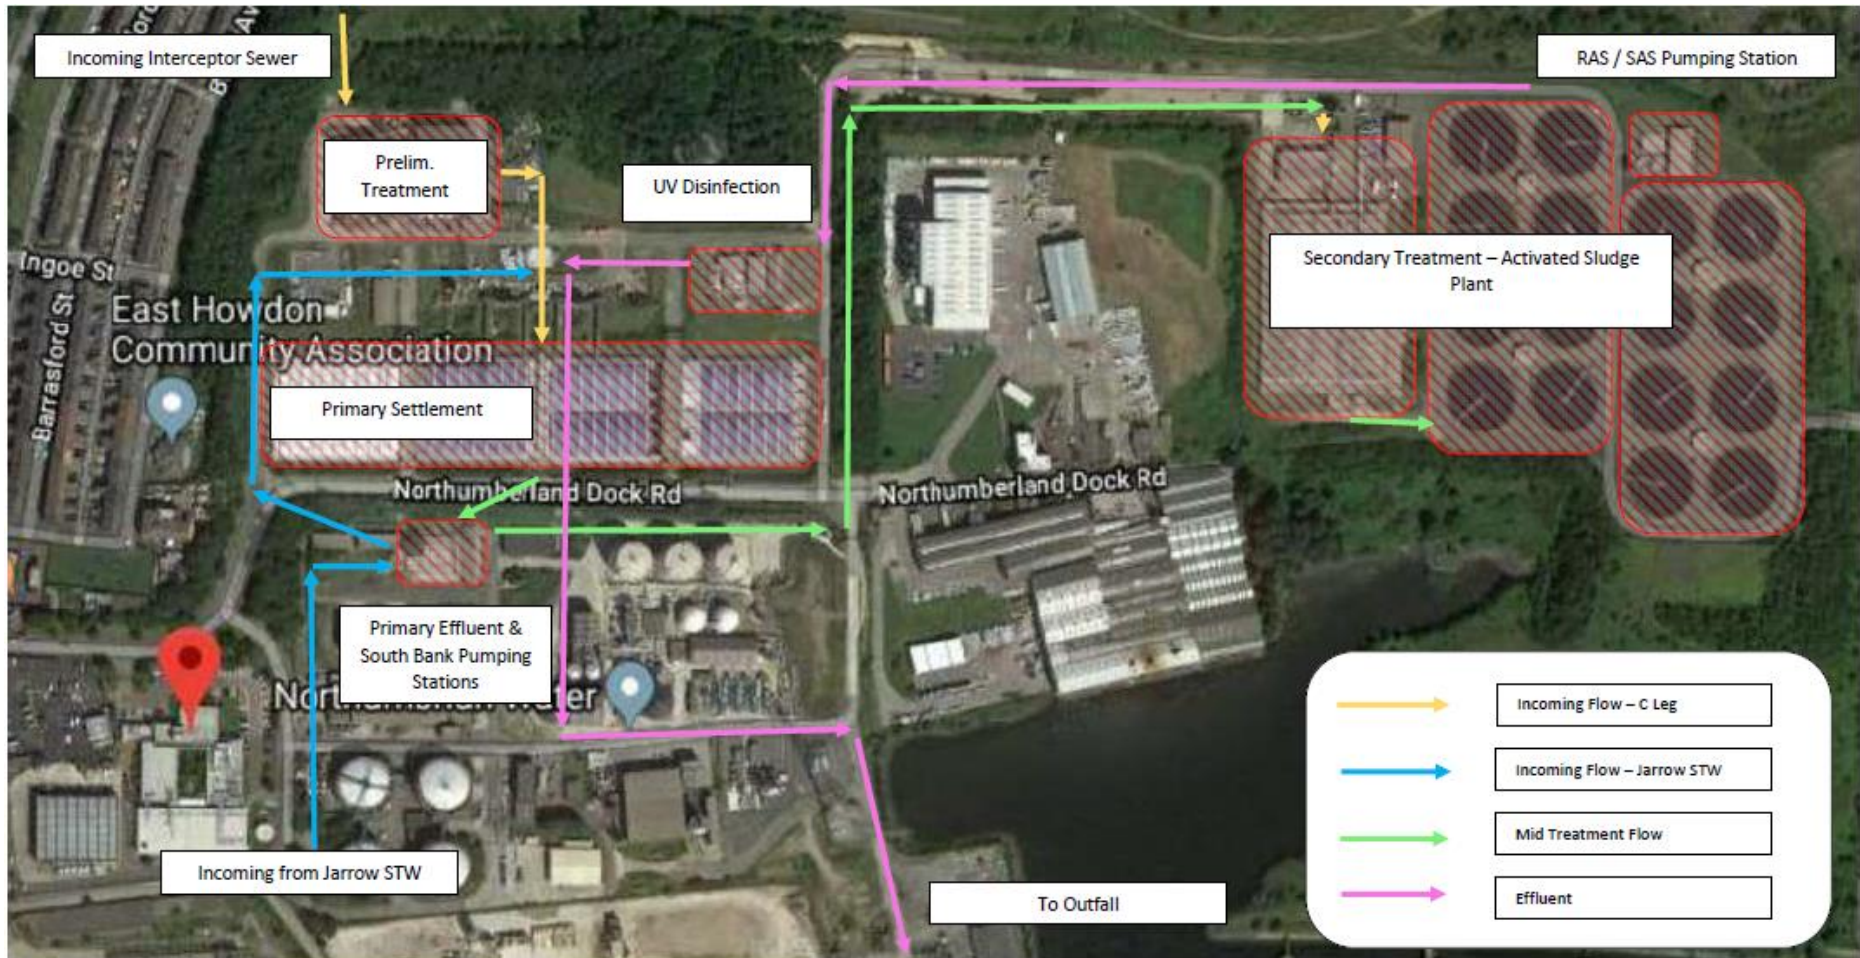 Incoming Interceptor Sewer
RAS / SAS Pumping Station
Prelim.
Treatment
UV Disinfection
Secondary Treatment – Activated Sludge
Plant
Ingoe St
Barrasford St
East Howdon
Community Association
Primary Settlement
Northumberland Dock Rd
Northumberland Dock Rd
Primary Effluent &
South Bank Pumping
Stations
Northumbrian Water
Incoming from Jarrow STW
To Outfall
Incoming Flow – C Leg
Incoming Flow – Jarrow STW
Mid Treatment Flow
Effluent